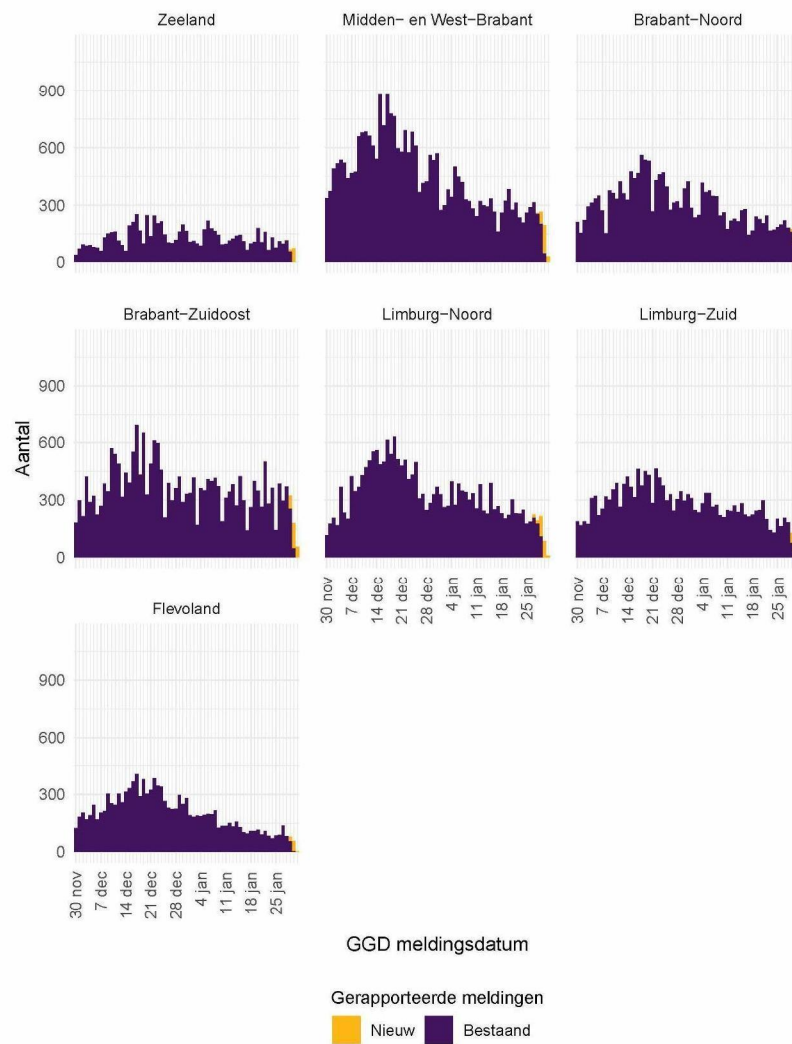 Zeeland
Midden- en West-Brabant
Brabant-Noord
900
600
300
0
Brabant-Zuidoost
Limburg-Noord
Limburg-Zuid
Aantal
900
600
300
0
30 nov
7 dec
14 dec
21 dec
28 dec
4 jan
11 jan
18 jan
25 jan
30 nov
7 dec
14 dec
21 dec
28 dec
4 jan
11 jan
18 jan
25 jan
Flevoland
900
600
300
0
30 nov
7 dec
14 dec
21 dec
28 dec
4 jan
11 jan
18 jan
25 jan
GGD meldingsdatum
Gerapporteerde meldingen
Nieuw
Bestaand